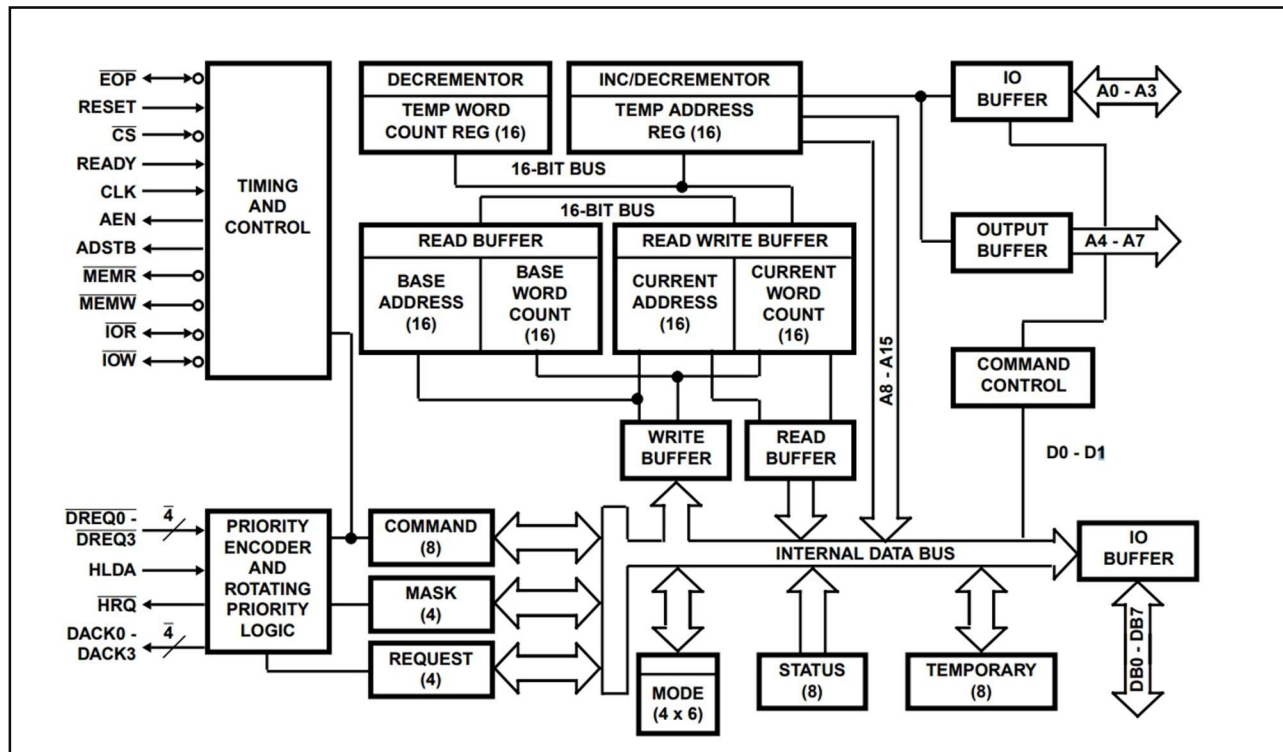 EOP
RESET
CS
READY
CLK
AEN
ADSTB
MEMR
MEMW
IOR
IOW
TIMING
AND
CONTROL
DECREMENTOR
TEMP WORD
COUNT REG (16)
INC/DECREMENTOR
TEMP ADDRESS
REG (16)
IO
BUFFER
A0 - A3
16-BIT BUS
16-BIT BUS
READ BUFFER
BASE
ADDRESS
(16)
BASE
WORD
COUNT
(16)
READ WRITE BUFFER
CURRENT
ADDRESS
(16)
CURRENT
WORD
COUNT
(16)
A8 - A15
OUTPUT
BUFFER
A4 - A7
COMMAND
CONTROL
WRITE
BUFFER
READ
BUFFER
D0 - D1
DREQ0 -
DREQ3
4
HLDA
HRQ
DACK0 -
DACK3
4
PRIORITY
ENCODER
AND
ROTATING
PRIORITY
LOGIC
COMMAND
(8)
MASK
(4)
REQUEST
(4)
INTERNAL DATA BUS
IO
BUFFER
MODE
(4 x 6)
STATUS
(8)
TEMPORARY
(8)
DB0 - DB7